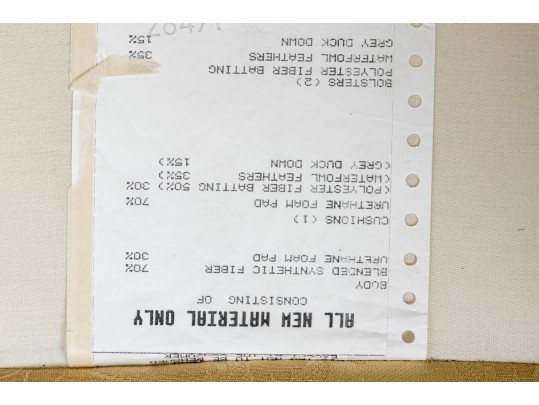 ALL NEW MATERIAL ONLY
CONSISTING OF
BODY
BLENDED SYNTHETIC FIBER 70%
URETHANE FOAM PAD 30%
CUSHIONS (1)
URETHANE FOAM PAD 70%
(POLYESTER FIBER BATTING 50%) 30%
(WATERFOWL FEATHERS 35%)
(GREY DUCK DOWN 15%)
BOLSTERS (2)
POLYESTER FIBER BATTING
WATERFOWL FEATHERS 35%
GREY DUCK DOWN 15%